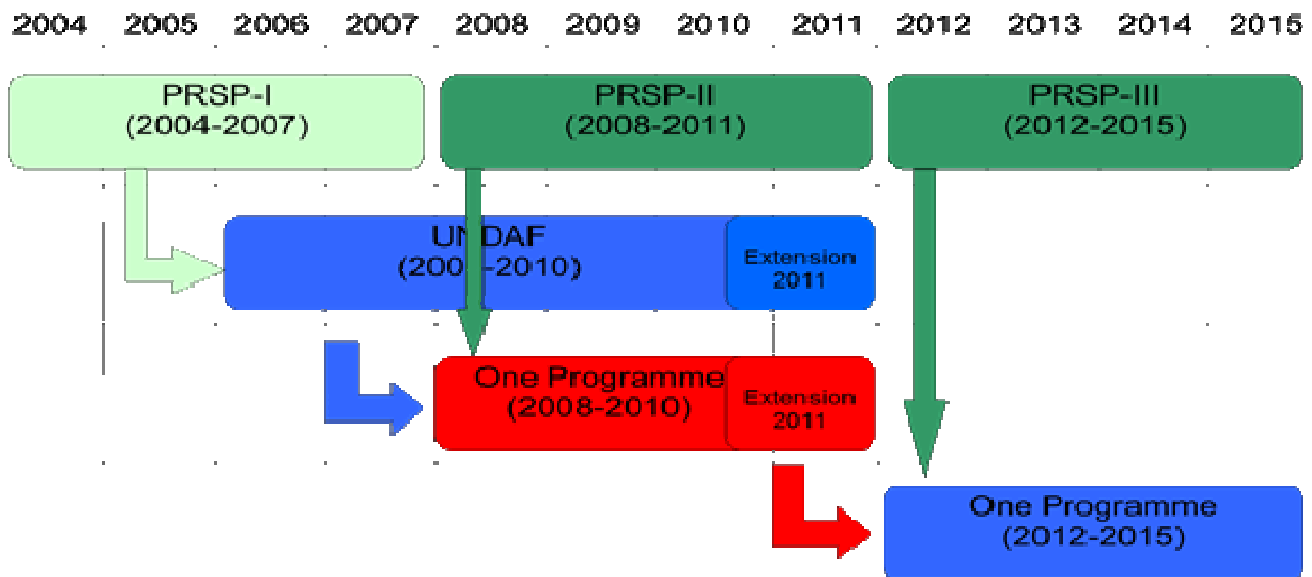 2004 2005 2006 2007 2008 2009 2010 2011 2012 2013 2014 2015
PRSP-I
(2004-2007)
PRSP-II
(2008-2011)
PRSP-III
(2012-2015)
UNDAF
-2010)
Extension
2011
One Programme
(2008-2010)
Extension
2011
One Programme
(2012-2015)